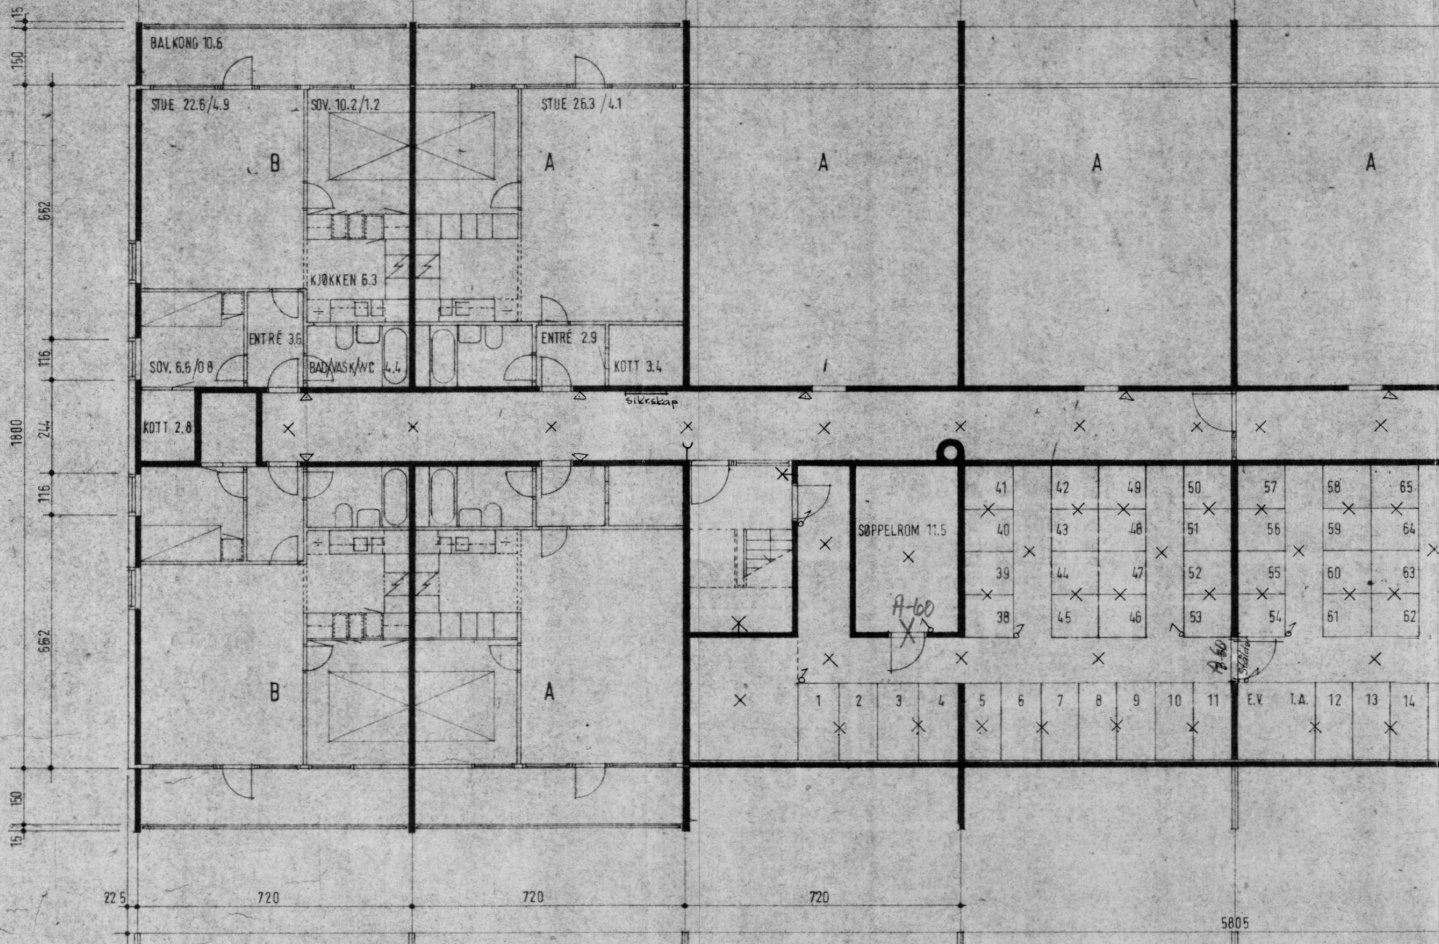 15
150
662
116
1800
244
116
662
150
15
BALKONG 10.6
STUE 22.6/4.9
SOV. 10.2/1.2
STUE 26.3/4.1
B
A
A
A
A
KJØKKEN 6.3
ENTRÉ 3.6
ENTRÉ 2.9
SOV. 6.6/0.8
BAD/VASK/WC 4.4
KOTT 3.4
sikrskap
KOTT 2.8
SØPPELROM 11.5
A-60
41 42 49 50 57 58 65
40 43 48 51 56 59 64
39 44 47 52 55 60 63
38 45 46 53 54 61 62
B
A
1 2 3 4 5 6 7 8 9 10 11 E.V. T.A. 12 13 14
22.5 720 720 720
5805